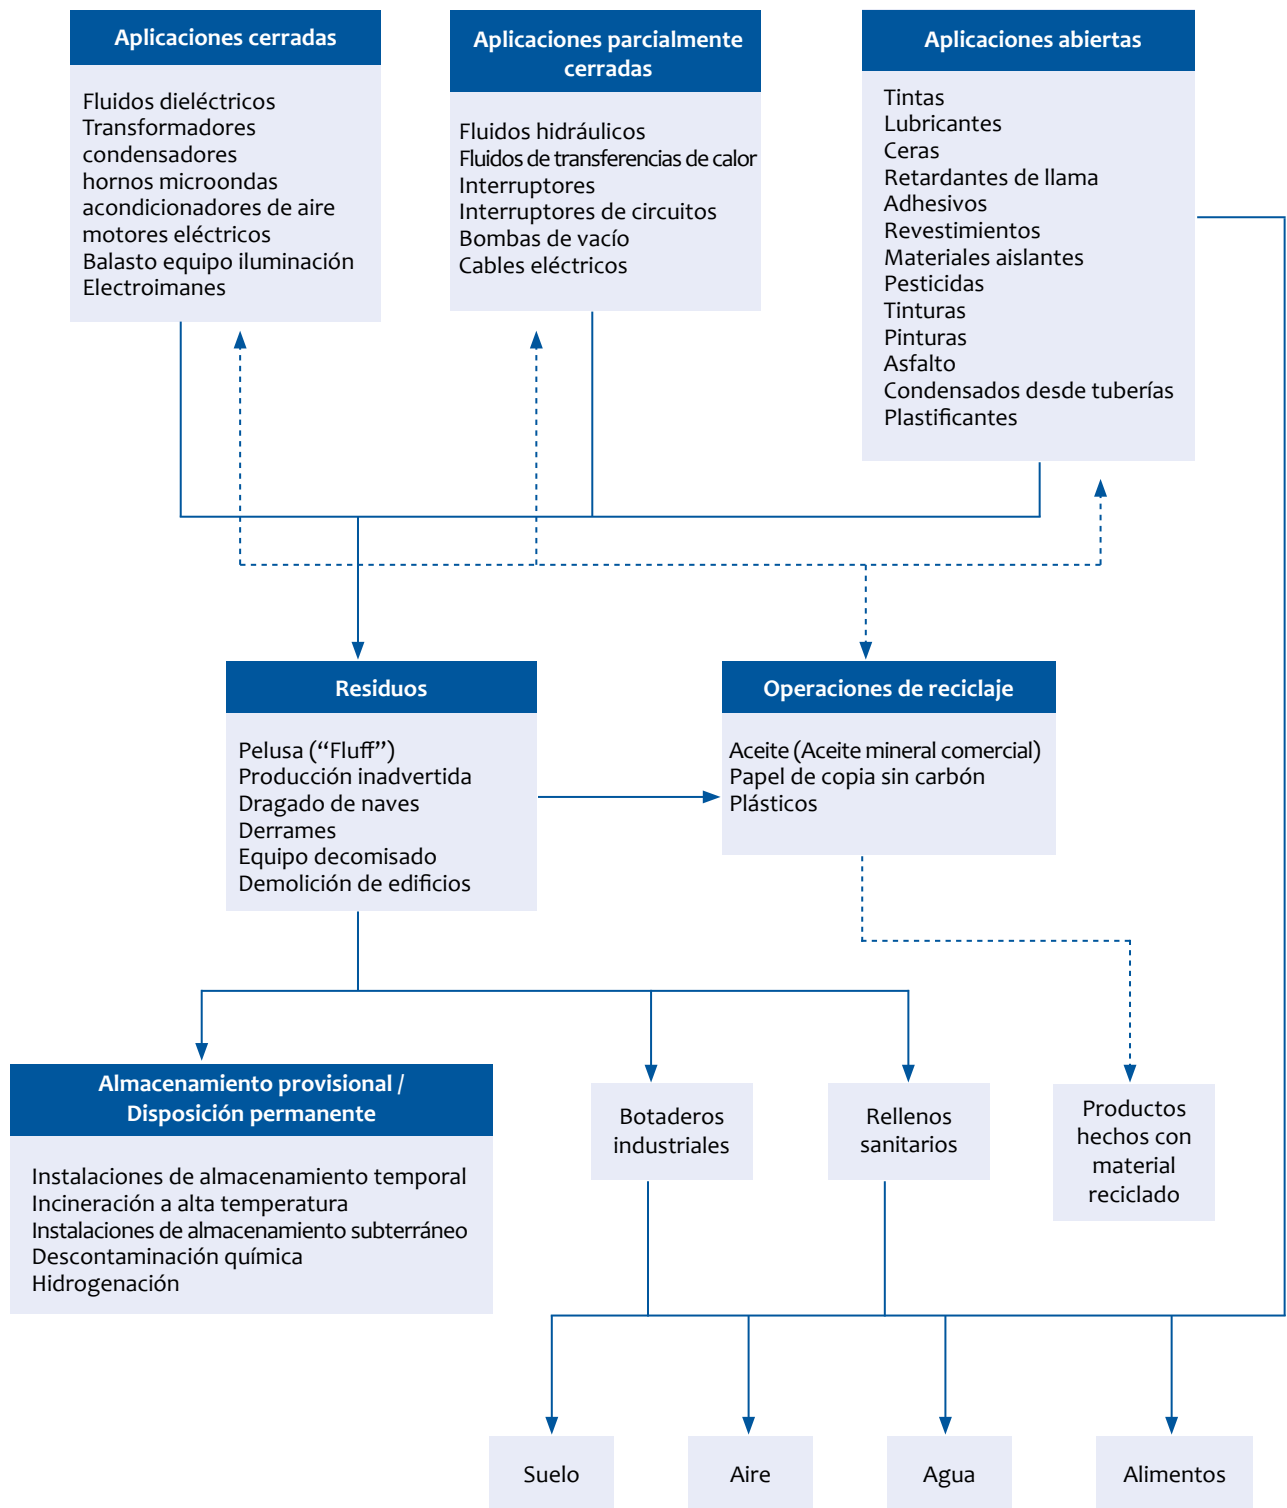 Aplicaciones cerradas
Fluidos dieléctricos
Transformadores
condensadores
hornos microondas
acondicionadores de aire
motores eléctricos
Balasto equipo iluminación
Electroimanes
Aplicaciones parcialmente
cerradas
Fluidos hidráulicos
Fluidos de transferencias de calor
Interruptores
Interruptores de circuitos
Bombas de vacío
Cables eléctricos
Aplicaciones abiertas
Tintas
Lubricantes
Ceras
Retardantes de llama
Adhesivos
Revestimientos
Materiales aislantes
Pesticidas
Tinturas
Pinturas
Asfalto
Condensados desde tuberías
Plastificantes
Residuos
Pelusa (“Fluff”)
Producción inadvertida
Dragado de naves
Derrames
Equipo decomisado
Demolición de edificios
Operaciones de reciclaje
Aceite (Aceite mineral comercial)
Papel de copia sin carbón
Plásticos
Almacenamiento provisional /
Disposición permanente
Instalaciones de almacenamiento temporal
Incineración a alta temperatura
Instalaciones de almacenamiento subterráneo
Descontaminación química
Hidrogenación
Botaderos
industriales
Rellenos
sanitarios
Productos
hechos con
material
reciclado
Suelo
Aire
Agua
Alimentos